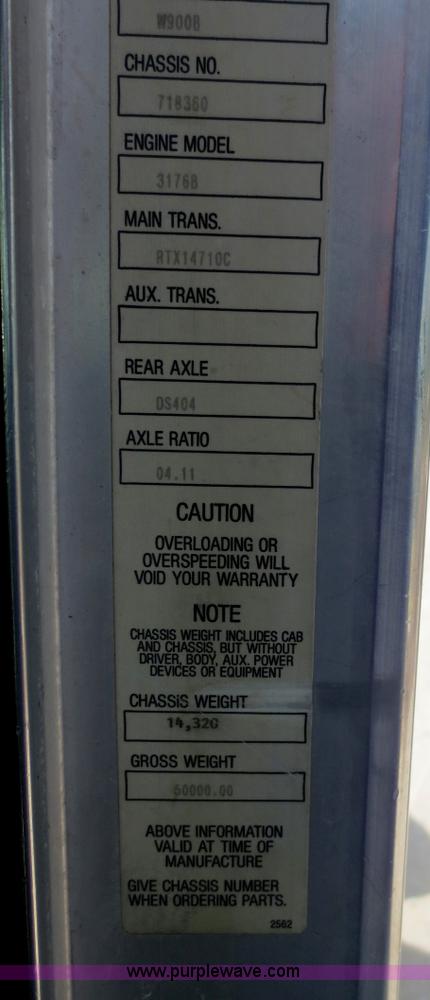 W900B
CHASSIS NO.
718360
ENGINE MODEL
3176B
MAIN TRANS.
RTX14710C
AUX. TRANS.
REAR AXLE
DS404
AXLE RATIO
04.11
CAUTION
OVERLOADING OR
OVERSPEEDING WILL
VOID YOUR WARRANTY
NOTE
CHASSIS WEIGHT INCLUDES CAB
AND CHASSIS, BUT WITHOUT
DRIVER, BODY, AUX. POWER
DEVICES OR EQUIPMENT
CHASSIS WEIGHT
14,320
GROSS WEIGHT
60000.00
ABOVE INFORMATION
VALID AT TIME OF
MANUFACTURE
GIVE CHASSIS NUMBER
WHEN ORDERING PARTS.
2562
www.purplewave.com